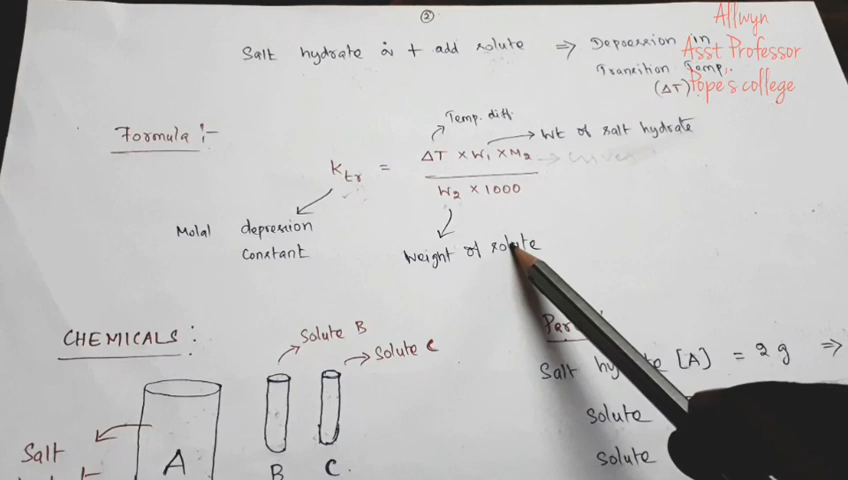 ②
Allwyn
Asst Professor
Pope's college
Salt hydrate + add solute ⇒ Depression in
Transition Temp.
(ΔT)
Temp. diff
Formula :-
Wt of salt hydrate
Ktr = ΔT × W1 × M2
W2 × 1000
Molal depression
Constant
Weight of solute
CHEMICALS :
Solute B
Solute C
Salt hy te [A] = 2 g ⇒
solute
solute
Salt
A
B
C.